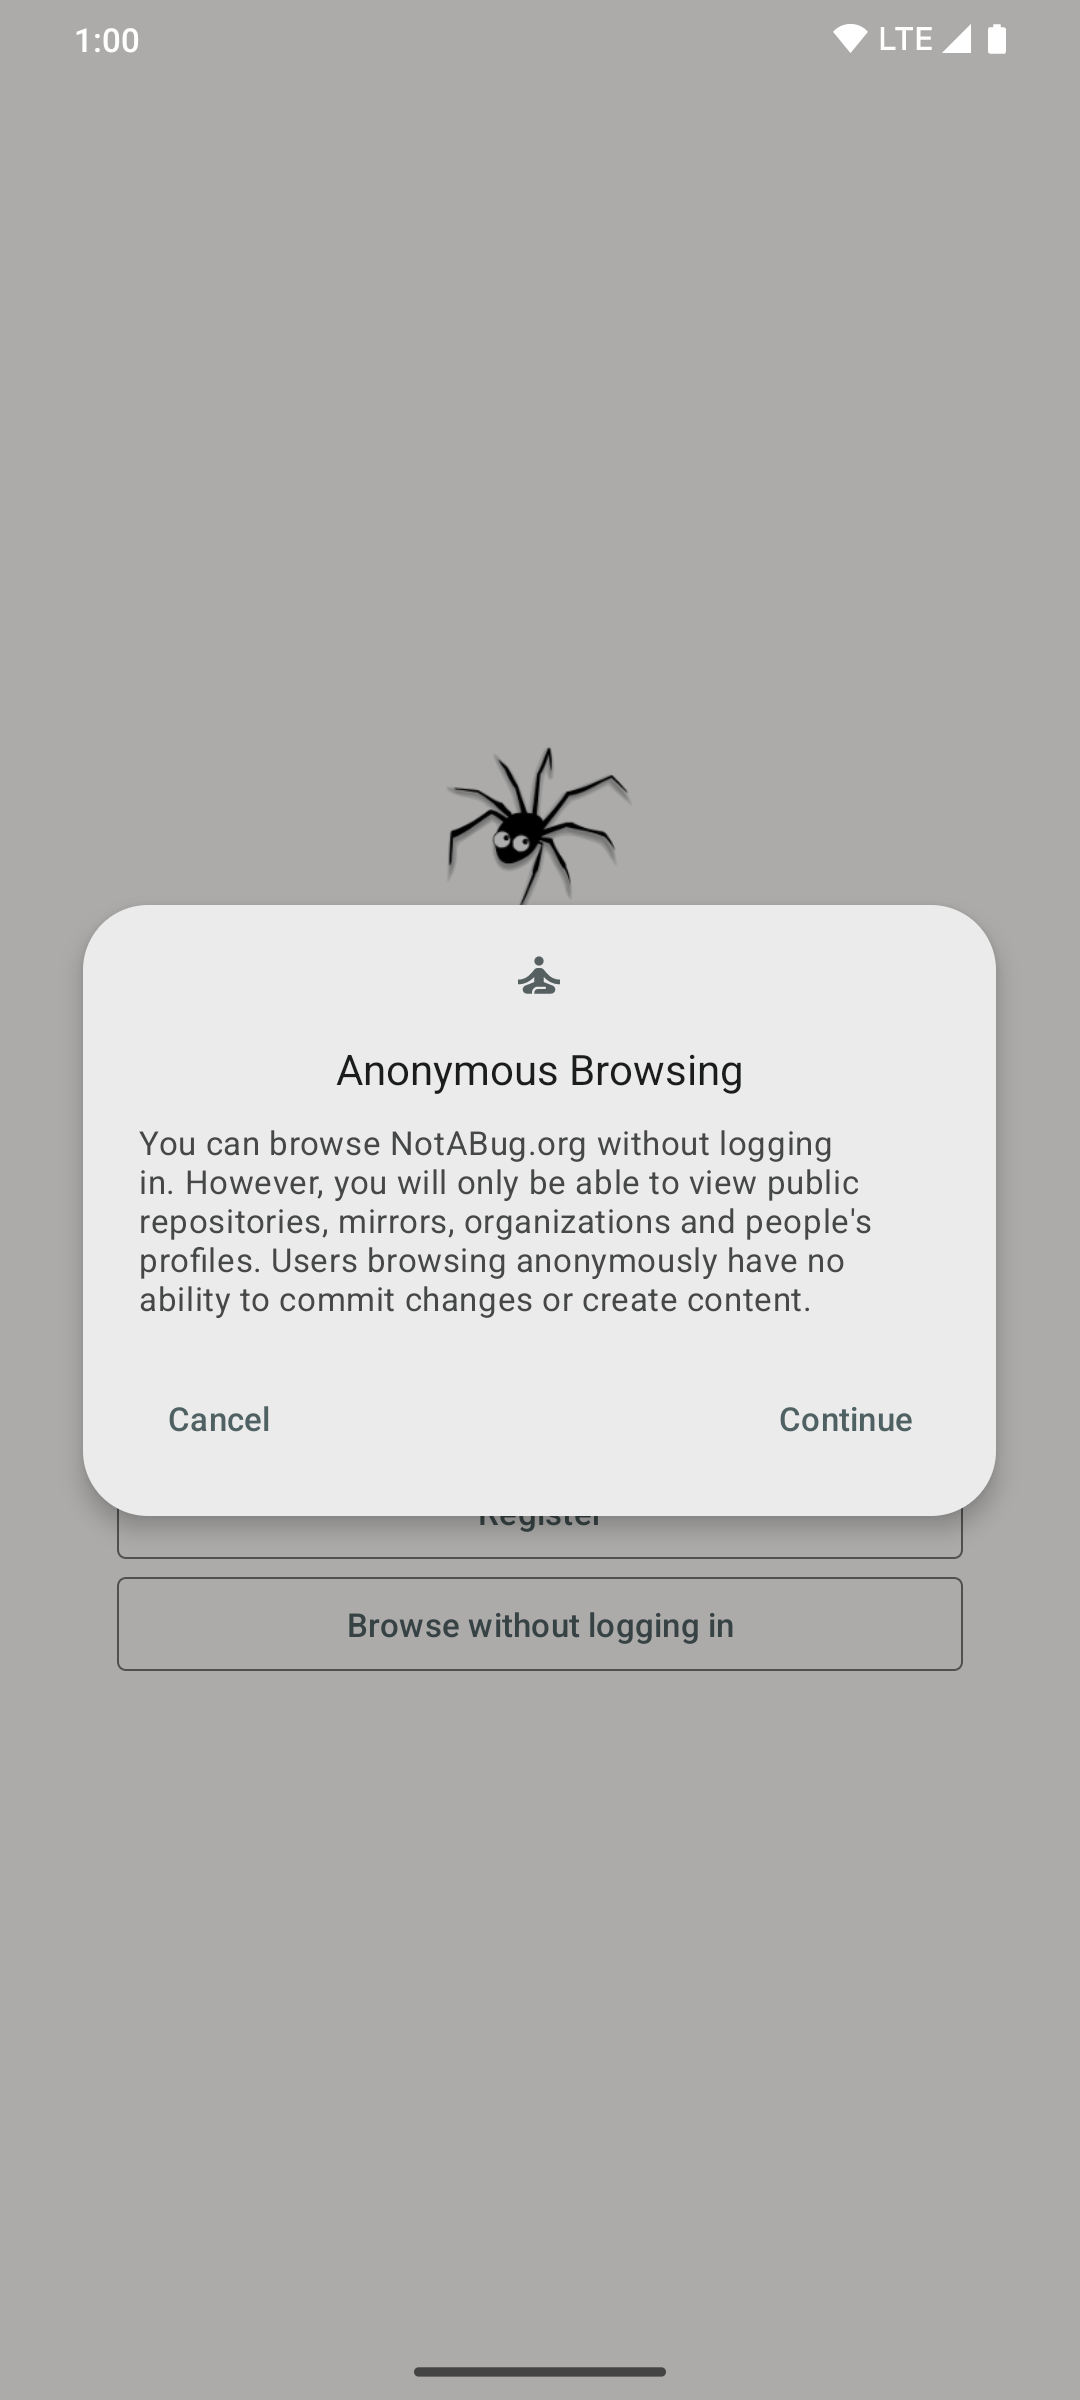 1:00
LTE
Anonymous Browsing
You can browse NotABug.org without logging
in. However, you will only be able to view public
repositories, mirrors, organizations and people's
profiles. Users browsing anonymously have no
ability to commit changes or create content.
Cancel
Continue
Register
Browse without logging in